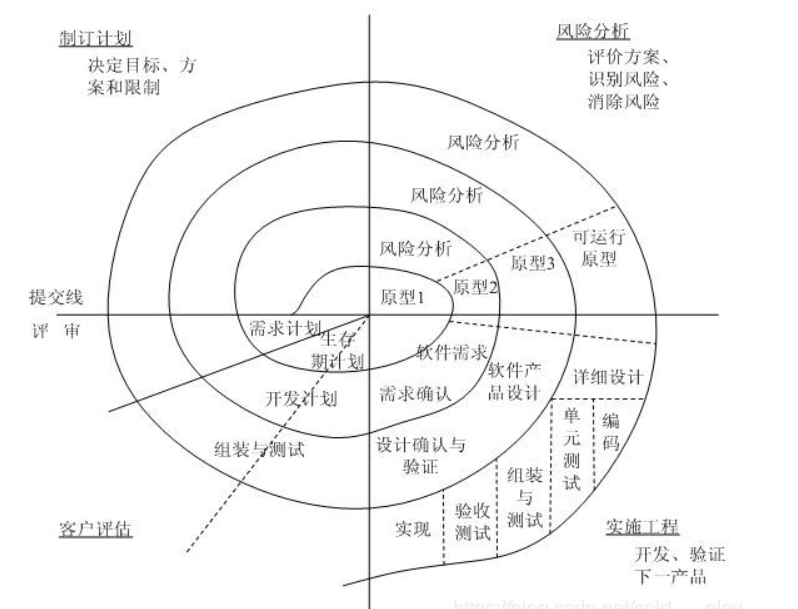 制订计划
决定目标、方
案和限制
风险分析
评价方案、
识别风险、
消除风险
风险分析
风险分析
风险分析
可运行
原型
原型3
原型2
原型1
提交线
评 审
需求计划
生存
期计划
软件需求
软件产
品设计
详细设计
开发计划
需求确认
单
元
测
试
编
码
组装与测试
设计确认与
验证
组装
与
测试
验收
测试
实现
客户评估
实施工程
开发、验证
下一产品